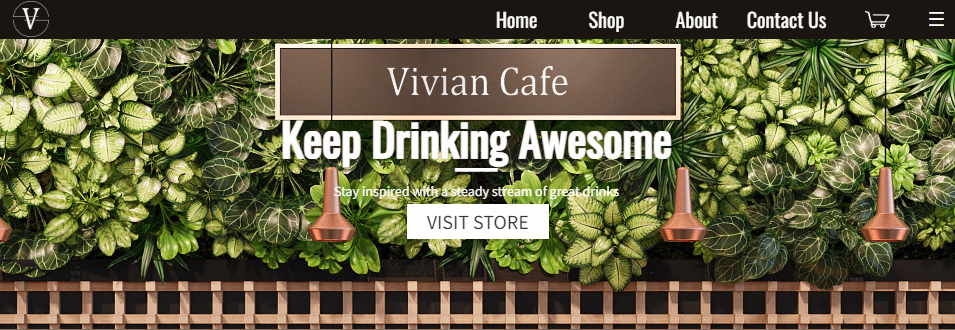 V
Home Shop About Contact Us
Vivian Cafe
Keep Drinking Awesome
Stay inspired with a steady stream of great drinks
VISIT STORE